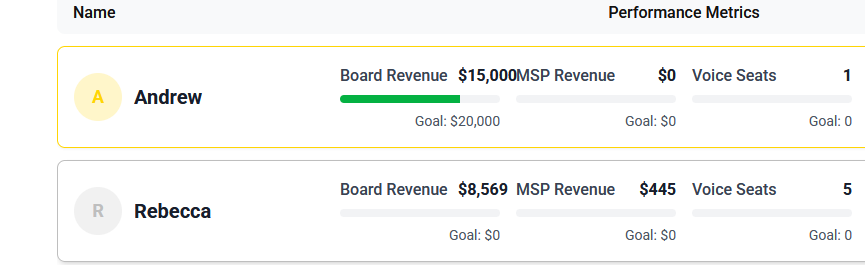 Name Performance Metrics
A Andrew Board Revenue $15,000 MSP Revenue $0 Voice Seats 1
Goal: $20,000 Goal: $0 Goal: 0
R Rebecca Board Revenue $8,569 MSP Revenue $445 Voice Seats 5
Goal: $0 Goal: $0 Goal: 0